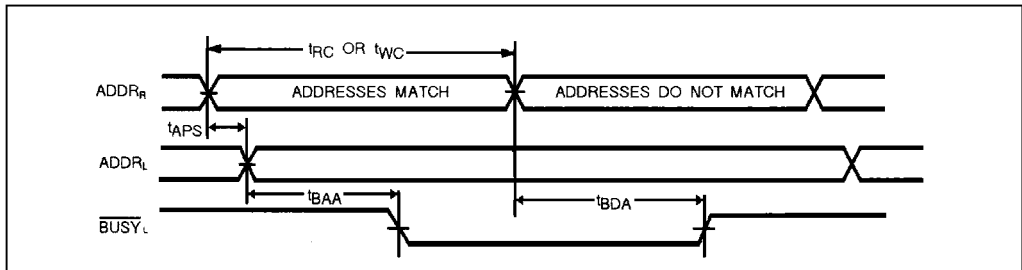 tRC OR tWC
ADDRR
ADDRESSES MATCH
ADDRESSES DO NOT MATCH
tAPS
ADDRL
tBAA
tBDA
BUSYL